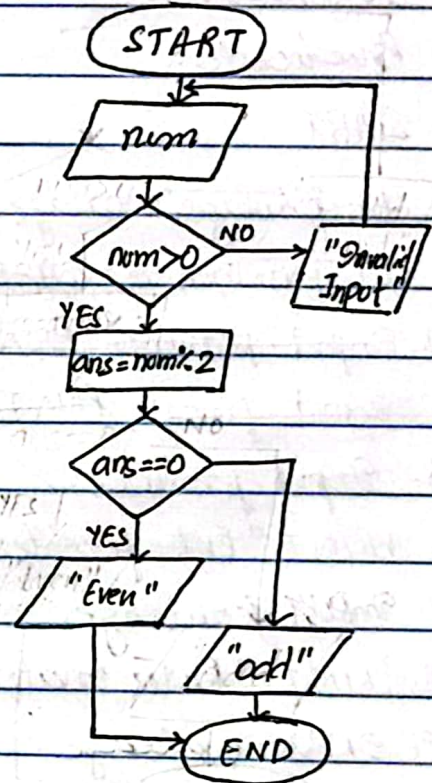 START
num
num>0
NO
"Invalid
Input"
YES
ans=num%2
NO
ans==0
YES
"Even"
"odd"
END